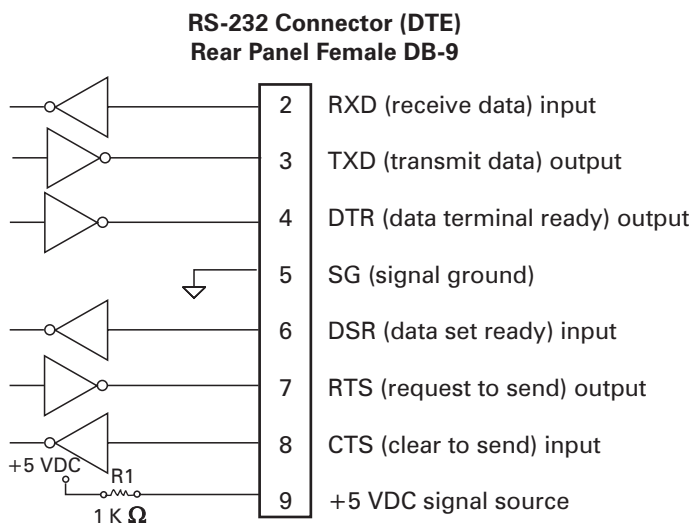 RS-232 Connector (DTE)
Rear Panel Female DB-9
2 RXD (receive data) input
3 TXD (transmit data) output
4 DTR (data terminal ready) output
5 SG (signal ground)
6 DSR (data set ready) input
7 RTS (request to send) output
8 CTS (clear to send) input
+5 VDC
R1
9 +5 VDC signal source
1 K Ω